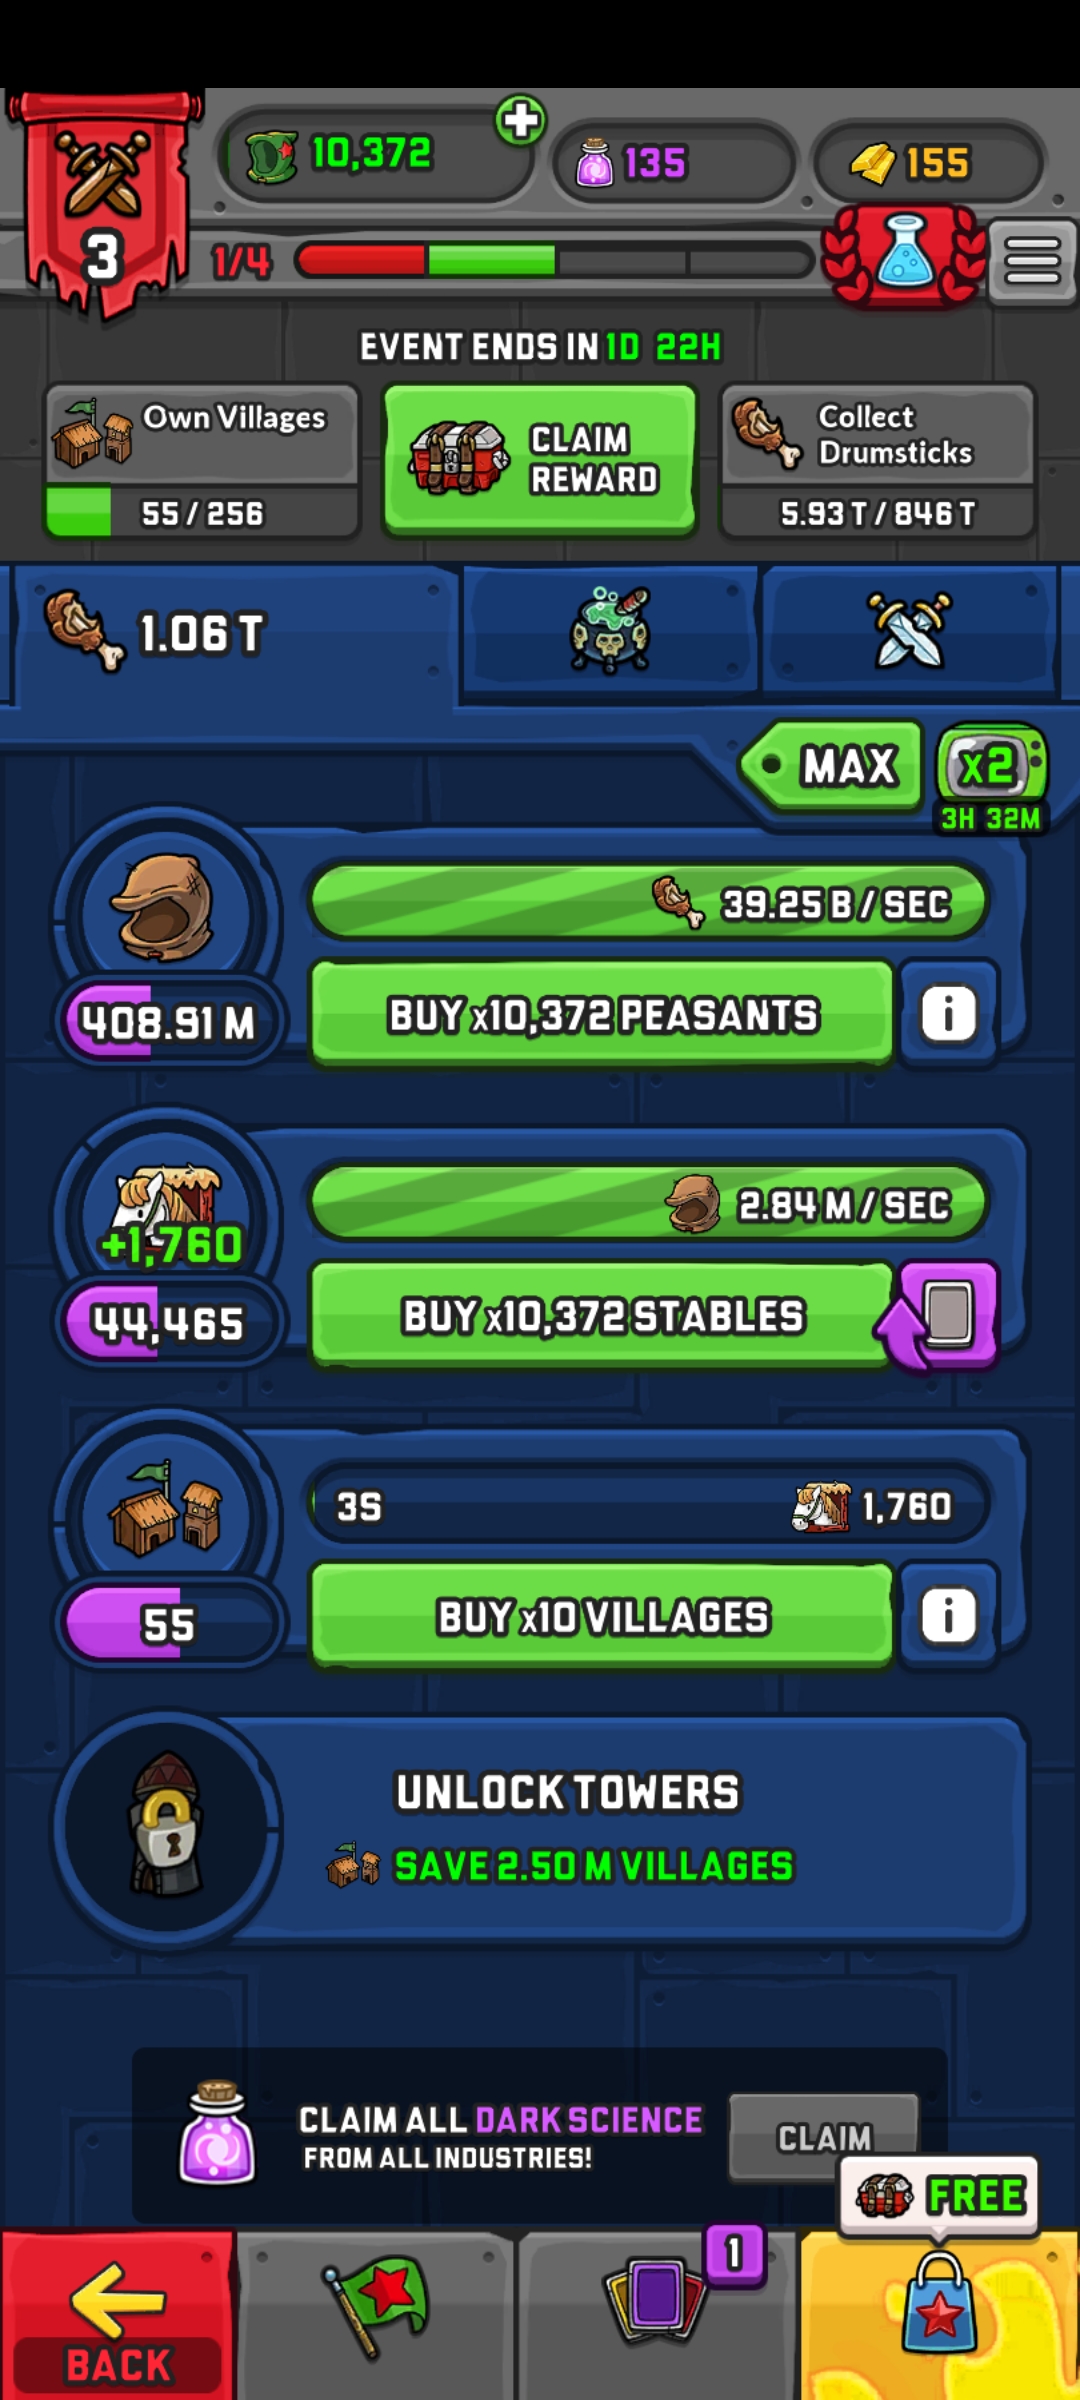 10,372
135
155
3
1/4
EVENT ENDS IN 1D 22H
Own Villages
55 / 256
CLAIM
REWARD
Collect
Drumsticks
5.93 T / 846 T
1.06 T
MAX
x2
3H 32M
39.25 B / SEC
408.91 M
BUY x10,372 PEASANTS
i
2.84 M / SEC
+1,760
44,465
BUY x10,372 STABLES
3S
1,760
55
BUY x10 VILLAGES
i
UNLOCK TOWERS
SAVE 2.50 M VILLAGES
CLAIM ALL DARK SCIENCE
FROM ALL INDUSTRIES!
CLAIM
FREE
1
BACK